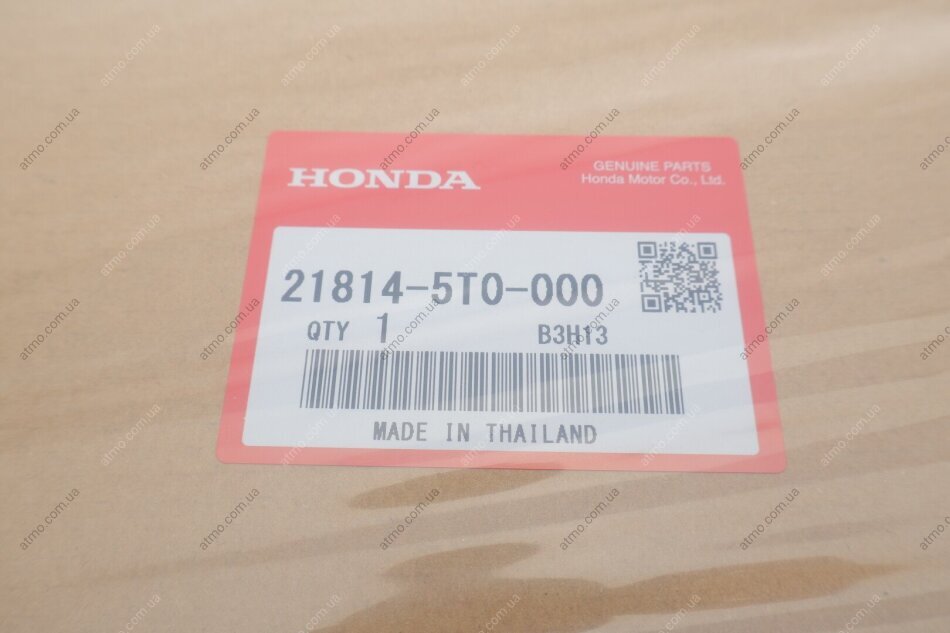 HONDA
GENUINE PARTS
Honda Motor Co., Ltd.
21814-5T0-000
QTY 1 B3H13
MADE IN THAILAND
atmo.com.ua